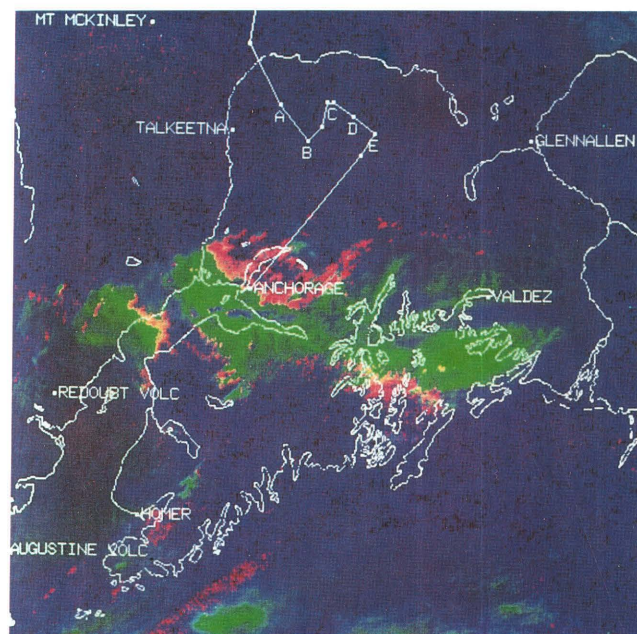 MT MCKINLEY
A
C
TALKEETNA
D
B
E
GLENNALLEN
ANCHORAGE
VALDEZ
REDOUBT VOLC
HOMER
AUGUSTINE VOLC